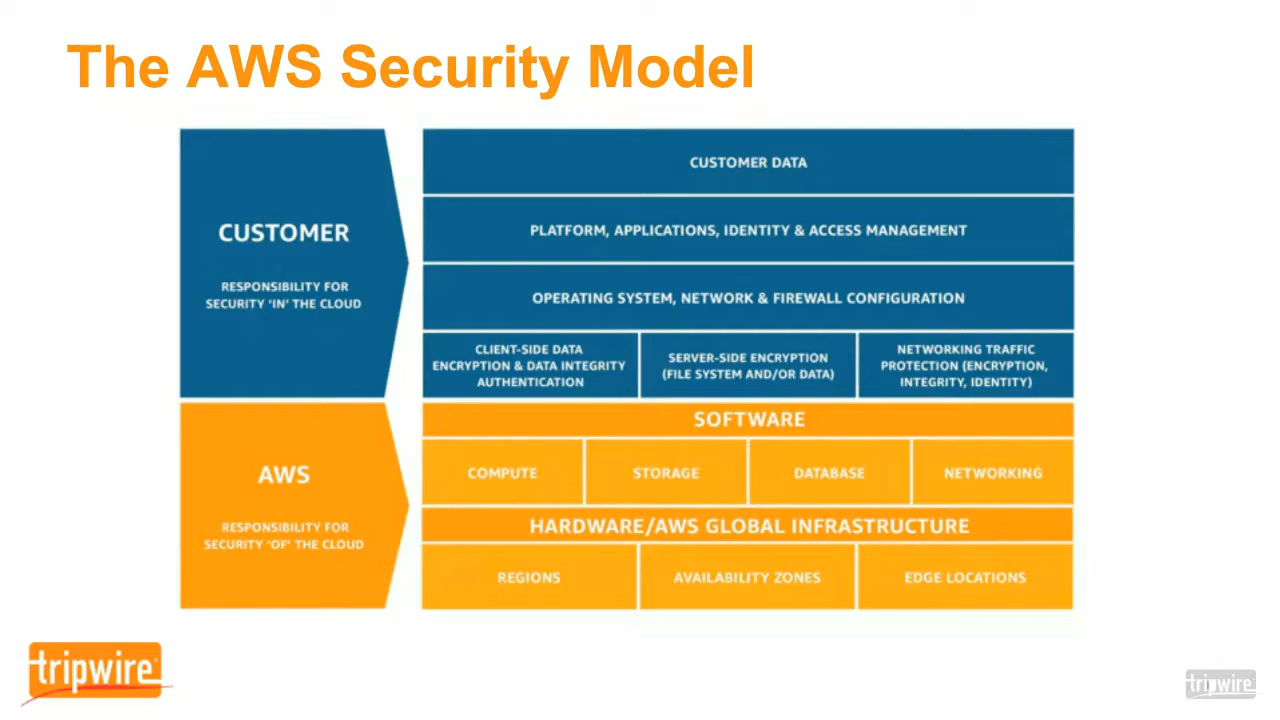 The AWS Security Model
CUSTOMER
RESPONSIBILITY FOR
SECURITY ‘IN’ THE CLOUD
CUSTOMER DATA
PLATFORM, APPLICATIONS, IDENTITY & ACCESS MANAGEMENT
OPERATING SYSTEM, NETWORK & FIREWALL CONFIGURATION
CLIENT-SIDE DATA
ENCRYPTION & DATA INTEGRITY
AUTHENTICATION
SERVER-SIDE ENCRYPTION
(FILE SYSTEM AND/OR DATA)
NETWORKING TRAFFIC
PROTECTION (ENCRYPTION,
INTEGRITY, IDENTITY)
AWS
RESPONSIBILITY FOR
SECURITY ‘OF’ THE CLOUD
SOFTWARE
COMPUTE
STORAGE
DATABASE
NETWORKING
HARDWARE/AWS GLOBAL INFRASTRUCTURE
REGIONS
AVAILABILITY ZONES
EDGE LOCATIONS
tripwire
tripwire